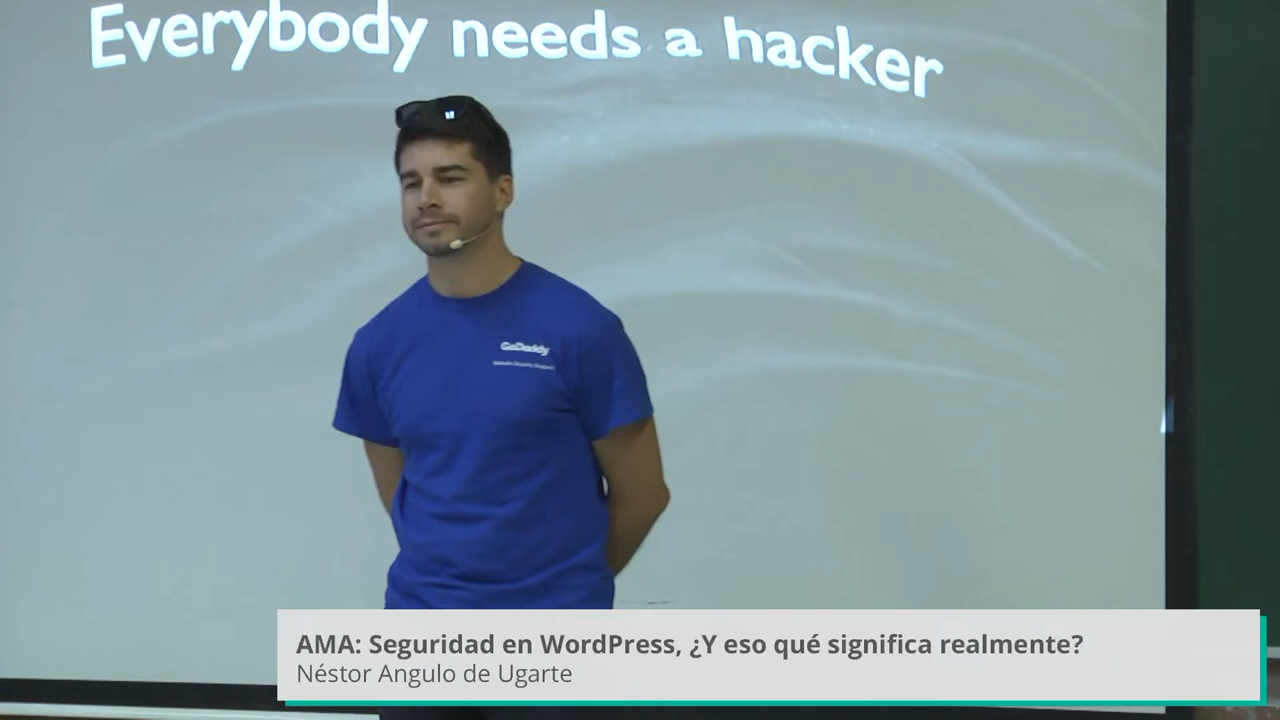 Everybody needs a hacker
GoDaddy
AMA: Seguridad en WordPress, ¿Y eso qué significa realmente?
Néstor Angulo de Ugarte